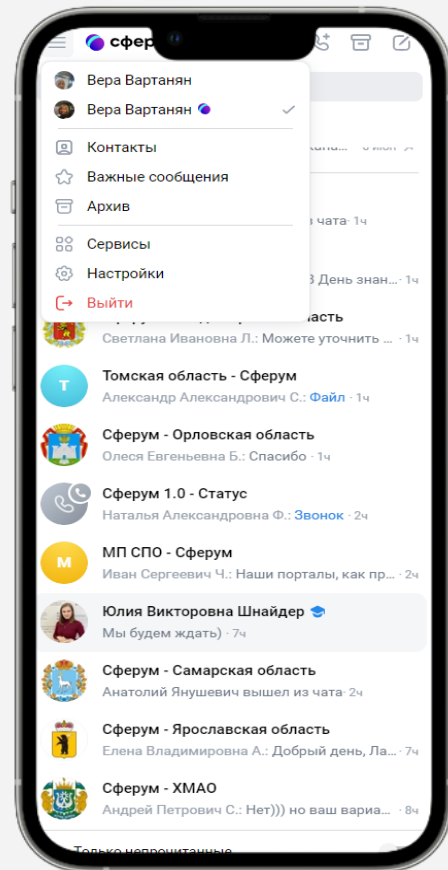 сфер
Вера Вартанян
Вера Вартанян
Контакты
Важные сообщения
Архив
чата· 1ч
Сервисы
День знан... · 1ч
Настройки
Выйти
асть
Светлана Ивановна Л.: Можете уточнить ... · 1ч
Томская область - Сферум
Т
Александр Александрович С.: Файл · 1ч
Сферум - Орловская область
Олеся Евгеньевна Б.: Спасибо · 1ч
Сферум 1.0 - Статус
Наталья Александровна Ф.: Звонок · 2ч
МП СПО - Сферум
М
Иван Сергеевич Ч.: Наши порталы, как пр... · 2ч
Юлия Викторовна Шнайдер
Мы будем ждать) · 7ч
Сферум - Самарская область
Анатолий Янушевич вышел из чата· 2ч
Сферум - Ярославская область
Елена Владимировна А.: Добрый день, Ла... · 7ч
Сферум - ХМАО
Андрей Петрович С.: Нет))) но ваш вариа... · 8ч
Только непрочитанные